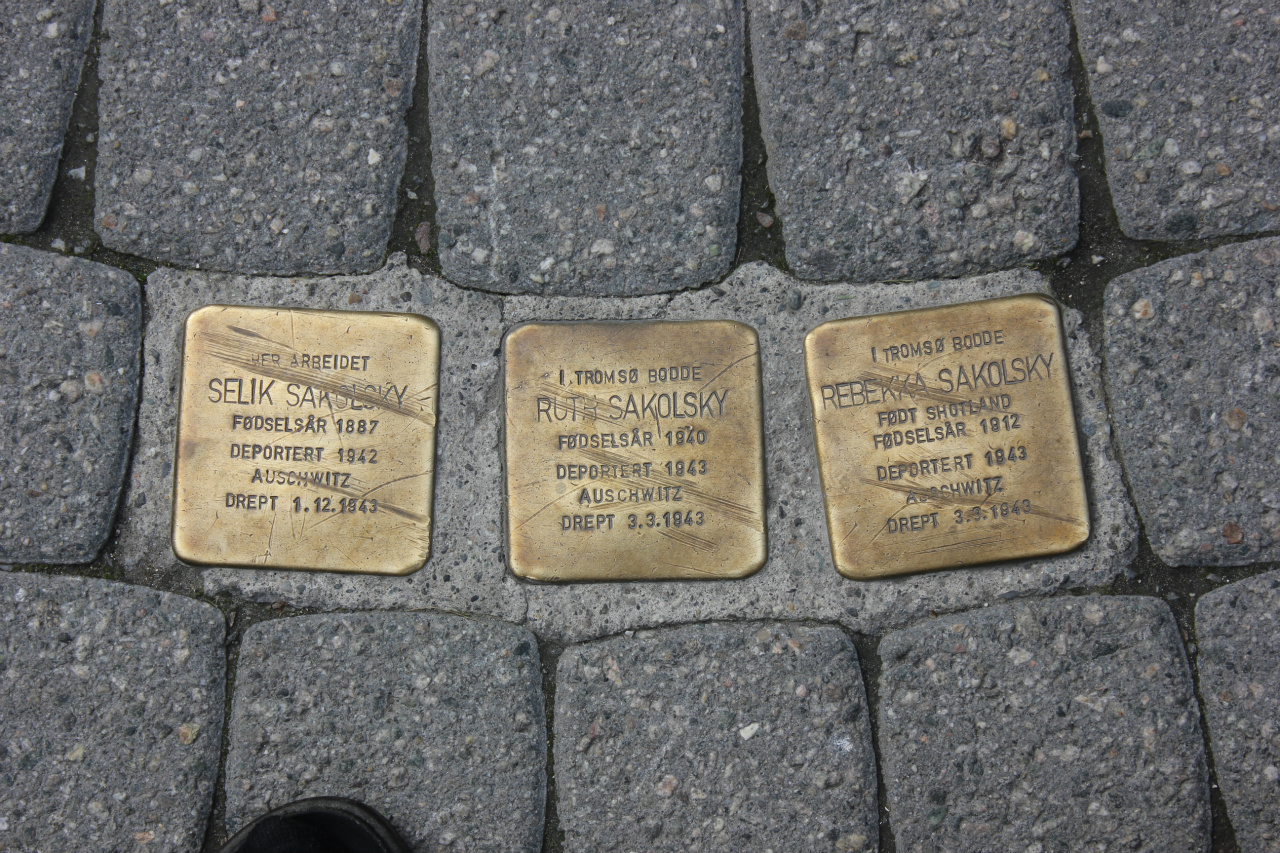 HER ARBEIDET
SELIK SAKOLSKY
FØDSELSÅR 1887
DEPORTERT 1942
AUSCHWITZ
DREPT 1.12.1943
I TROMSØ BODDE
RUTH SAKOLSKY
FØDSELSÅR 1940
DEPORTERT 1943
AUSCHWITZ
DREPT 3.3.1943
I TROMSØ BODDE
REBEKKA SAKOLSKY
FØDT SHOTLAND
FØDSELSÅR 1912
DEPORTERT 1943
AUSCHWITZ
DREPT 3.3.1943